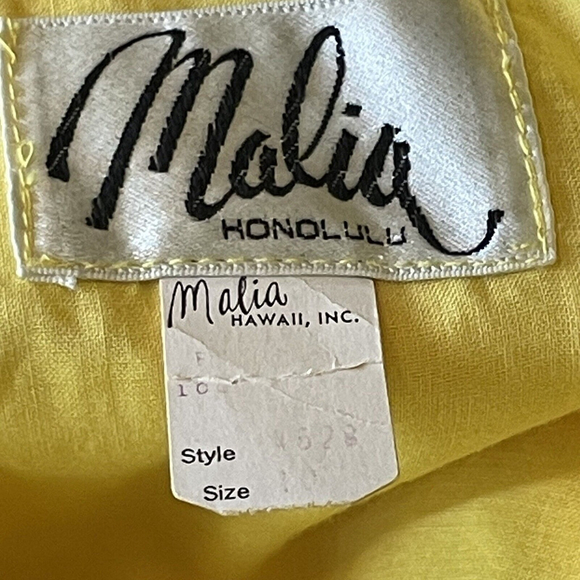 Malia
HONOLULU
Malia
HAWAII, INC.
Style
Size